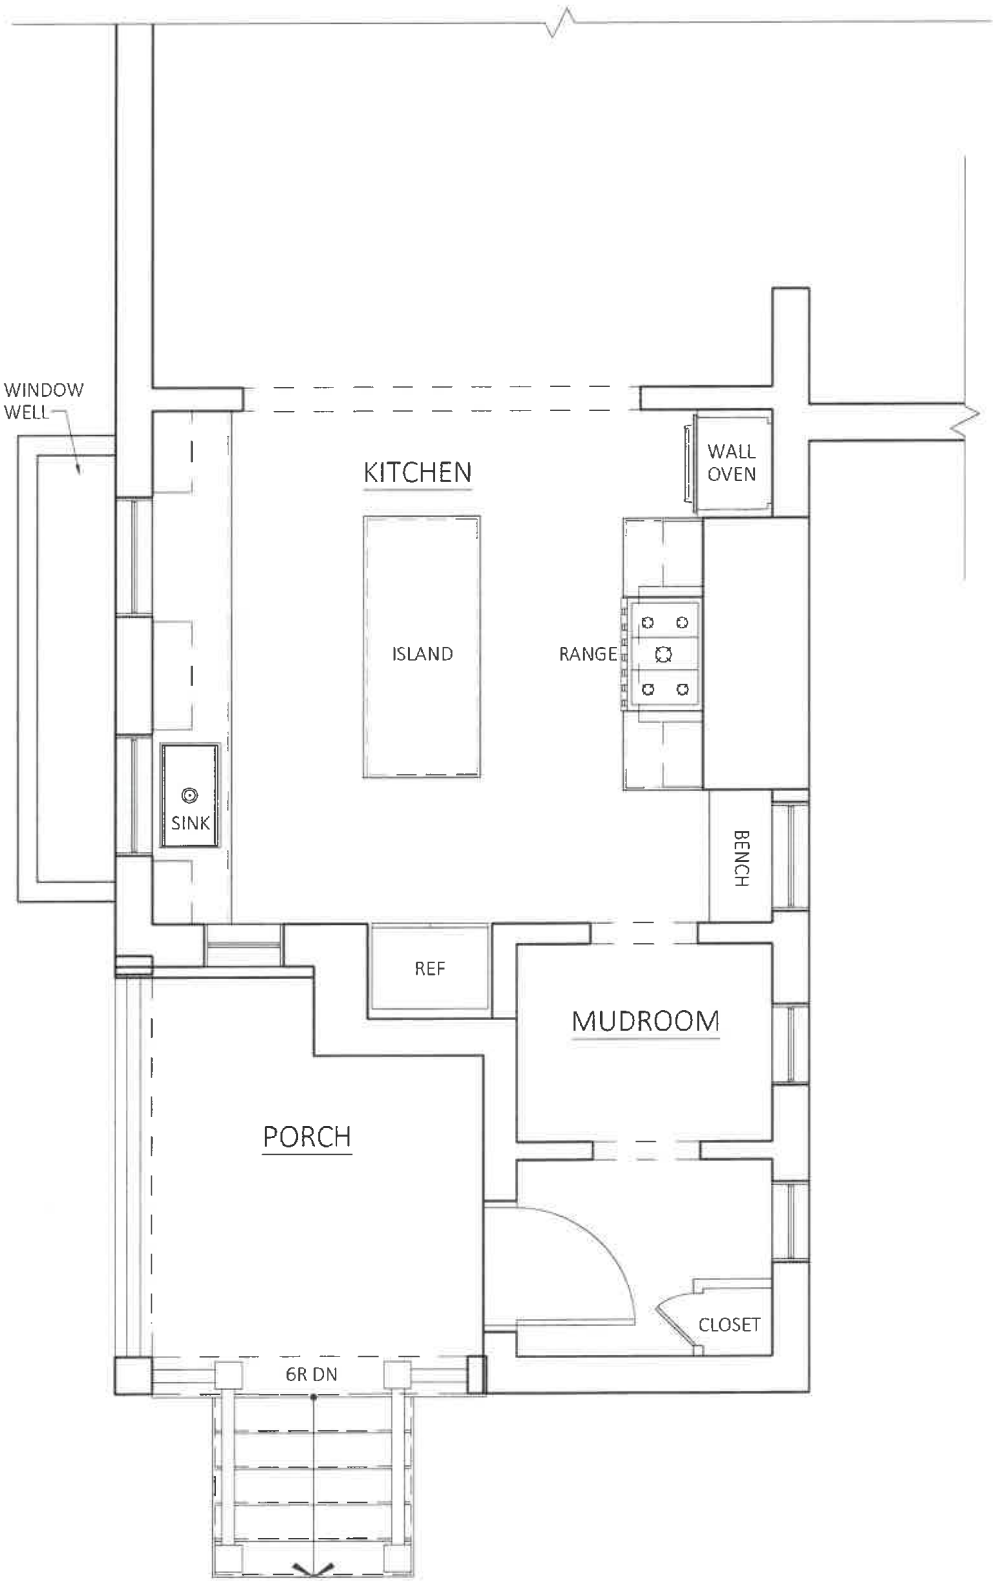 WINDOW
WELL
KITCHEN
WALL
OVEN
ISLAND
RANGE
SINK
BENCH
REF
MUDROOM
PORCH
CLOSET
6R DN